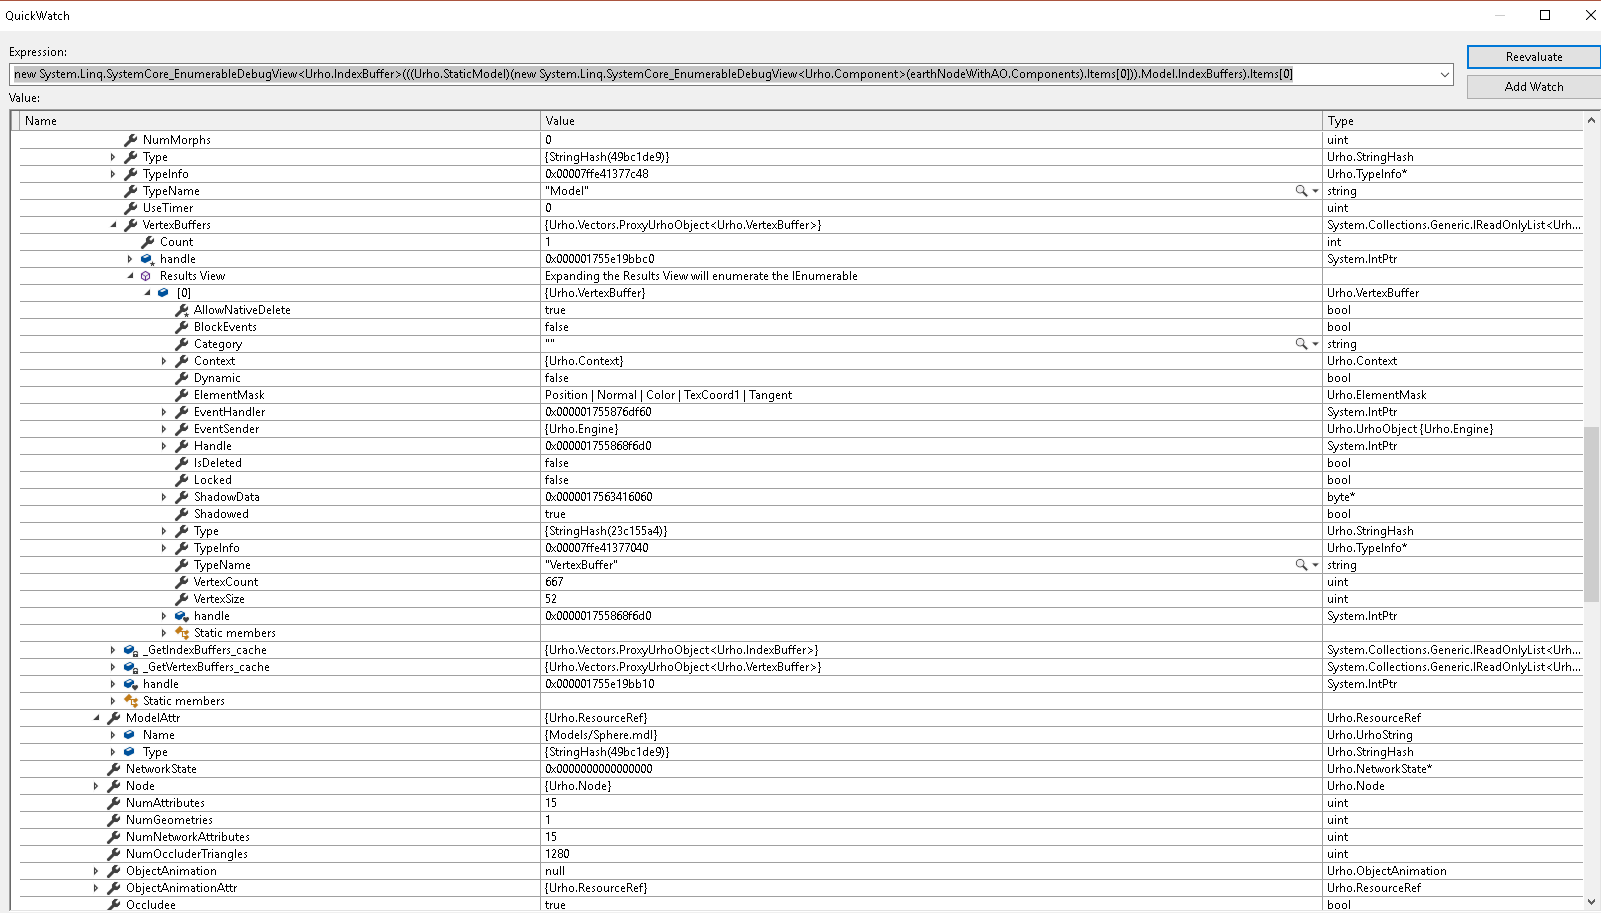 QuickWatch
Expression:
new System.Linq.SystemCore_EnumerableDebugView<Urho.IndexBuffer>(((Urho.StaticModel)(new System.Linq.SystemCore_EnumerableDebugView<Urho.Component>(earthNodeWithAO.Components).Items[0])).Model.IndexBuffers).Items[0]
Reevaluate
Add Watch
Value:
Name Value Type
NumMorphs 0 uint
Type {StringHash(49bc1de9)} Urho.StringHash
TypeInfo 0x00007ffe41377c48 Urho.TypeInfo*
TypeName "Model" string
UseTimer 0 uint
VertexBuffers {Urho.Vectors.ProxyUrhoObject<Urho.VertexBuffer>} System.Collections.Generic.IReadOnlyList<Urh...
Count 1 int
handle 0x000001755e19bbc0 System.IntPtr
Results View Expanding the Results View will enumerate the IEnumerable
[0] {Urho.VertexBuffer} Urho.VertexBuffer
AllowNativeDelete true bool
BlockEvents false bool
Category "" string
Context {Urho.Context} Urho.Context
Dynamic false bool
ElementMask Position | Normal | Color | TexCoord1 | Tangent Urho.ElementMask
EventHandler 0x000001755876df60 System.IntPtr
EventSender {Urho.Engine} Urho.UrhoObject {Urho.Engine}
Handle 0x000001755868f6d0 System.IntPtr
IsDeleted false bool
Locked false bool
ShadowData 0x0000017563416060 byte*
Shadowed true bool
Type {StringHash(23c155a4)} Urho.StringHash
TypeInfo 0x00007ffe41377040 Urho.TypeInfo*
TypeName "VertexBuffer" string
VertexCount 667 uint
VertexSize 52 uint
handle 0x000001755868f6d0 System.IntPtr
Static members
_GetIndexBuffers_cache {Urho.Vectors.ProxyUrhoObject<Urho.IndexBuffer>} System.Collections.Generic.IReadOnlyList<Urh...
_GetVertexBuffers_cache {Urho.Vectors.ProxyUrhoObject<Urho.VertexBuffer>} System.Collections.Generic.IReadOnlyList<Urh...
handle 0x000001755e19bb10 System.IntPtr
Static members
ModelAttr {Urho.ResourceRef} Urho.ResourceRef
Name {Models/Sphere.mdl} Urho.UrhoString
Type {StringHash(49bc1de9)} Urho.StringHash
NetworkState 0x0000000000000000 Urho.NetworkState*
Node {Urho.Node} Urho.Node
NumAttributes 15 uint
NumGeometries 1 uint
NumNetworkAttributes 15 uint
NumOccluderTriangles 1280 uint
ObjectAnimation null Urho.ObjectAnimation
ObjectAnimationAttr {Urho.ResourceRef} Urho.ResourceRef
Occludee true bool